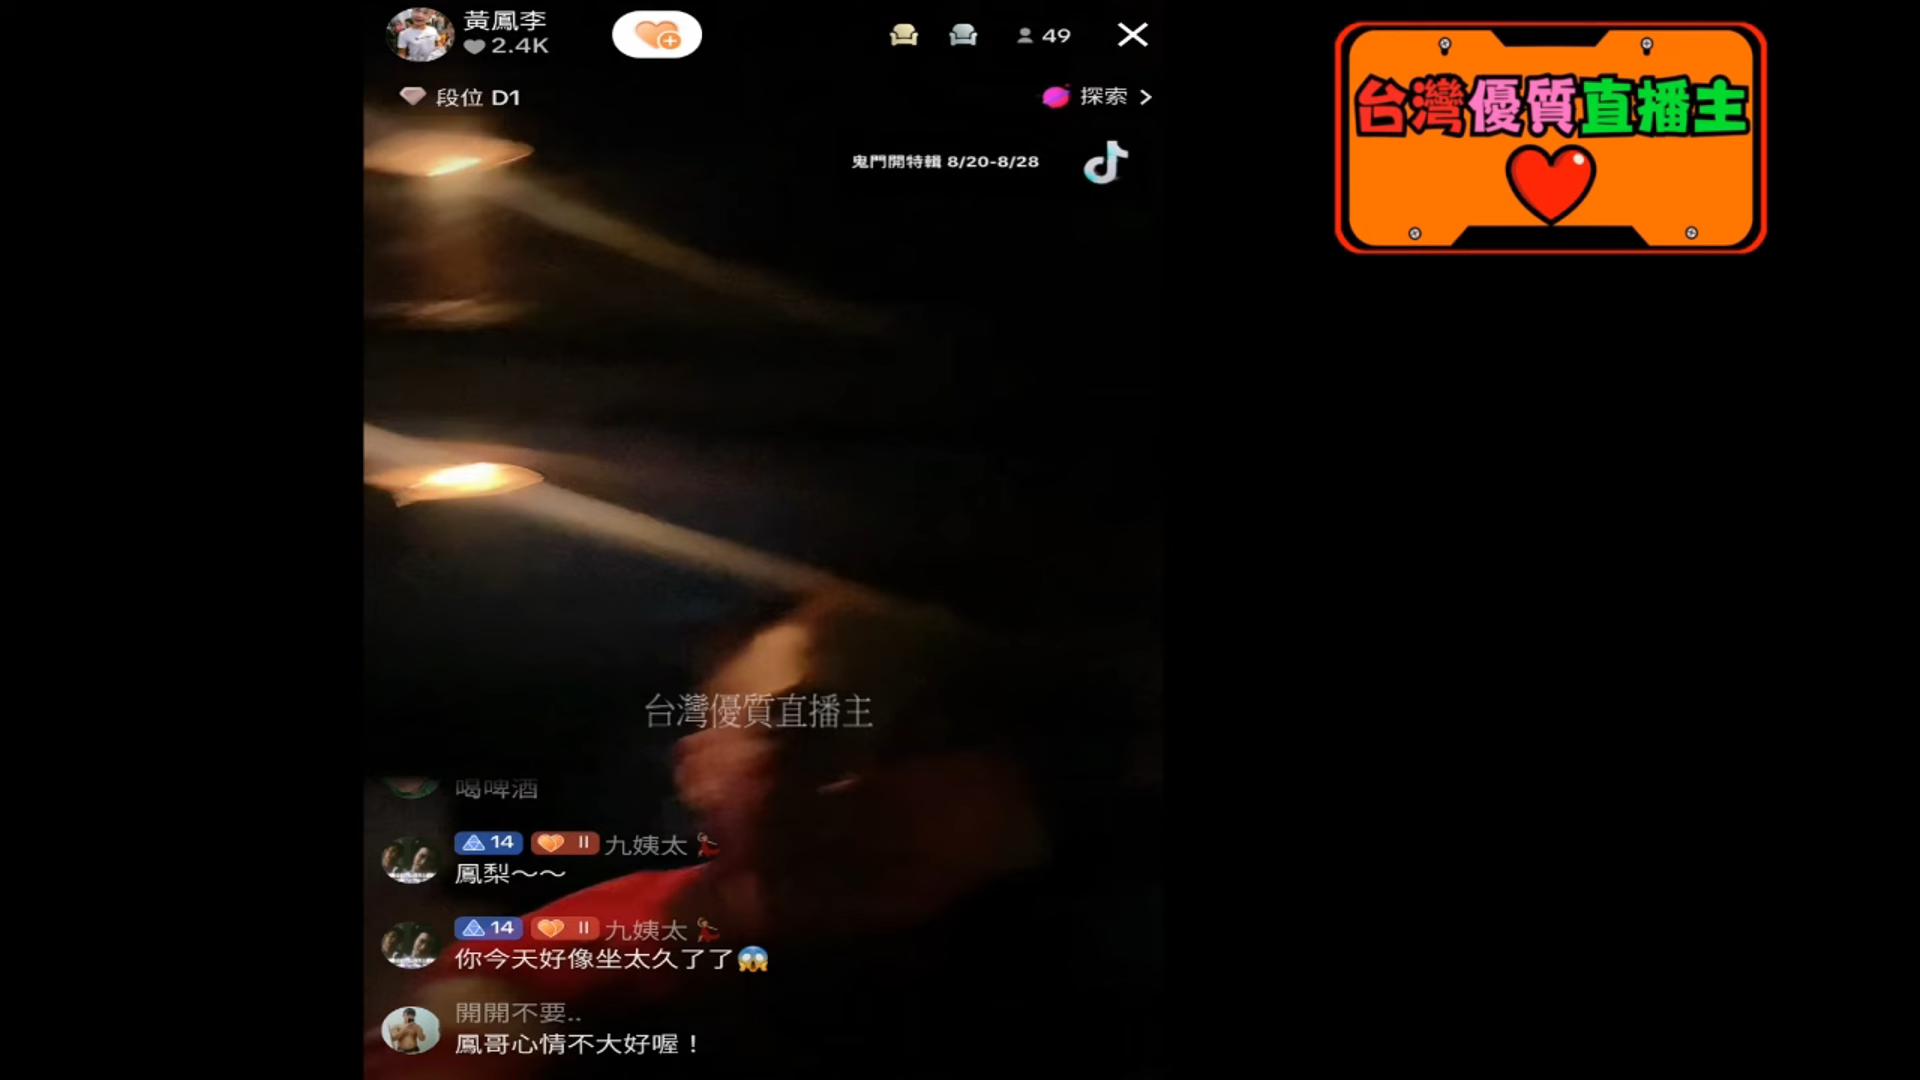 黃鳳李
2.4K
49
段位 D1
探索
鬼門開特輯 8/20-8/28
台灣優質直播主
台灣優質直播主
喝啤酒
14 II 九姨太
鳳梨～～
14 II 九姨太
你今天好像坐太久了了
開開不要..
鳳哥心情不大好喔！